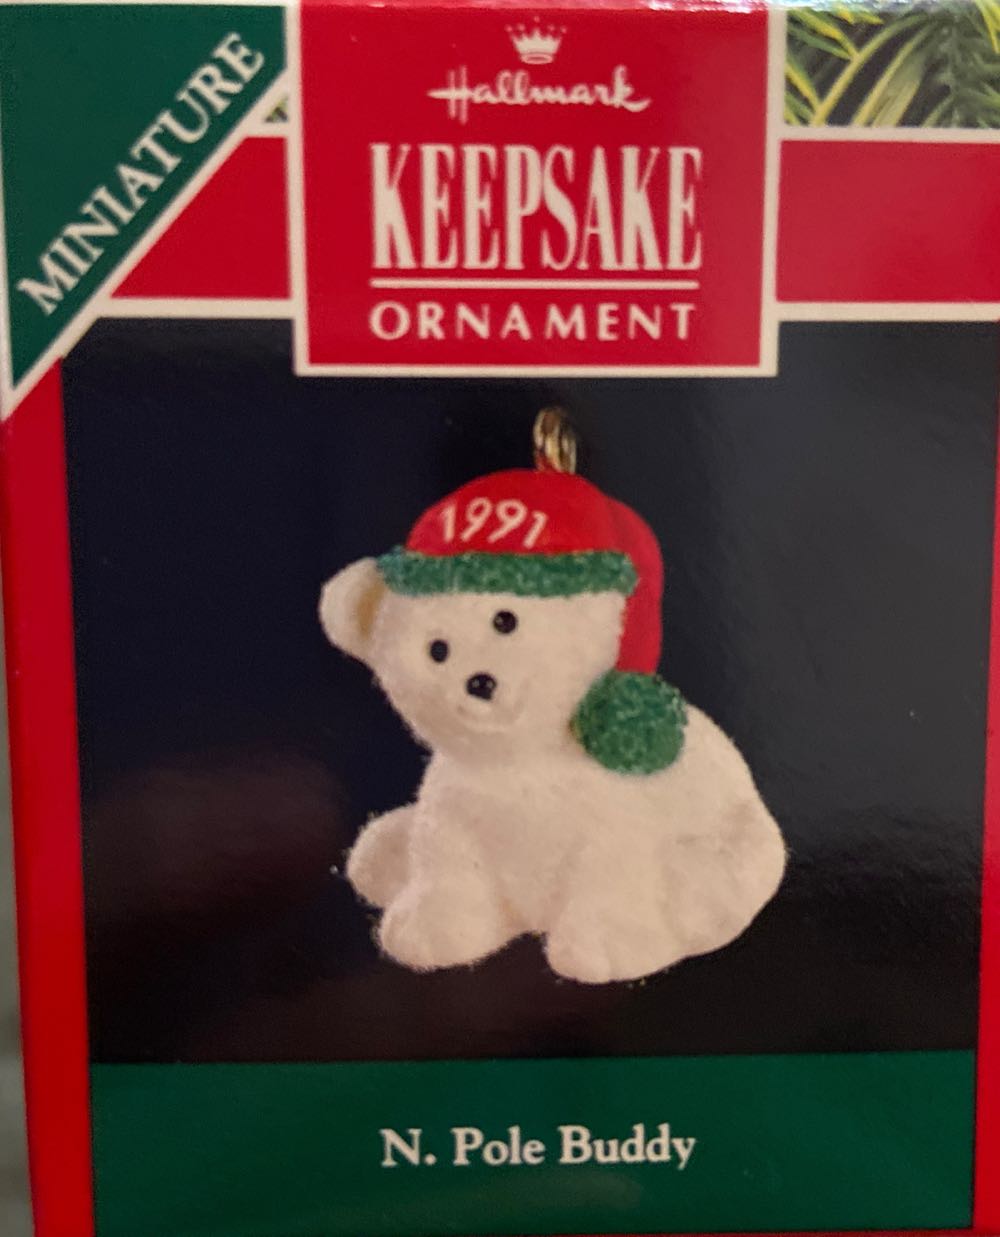 MINIATURE
Hallmark
KEEPSAKE
ORNAMENT
1991
N. Pole Buddy